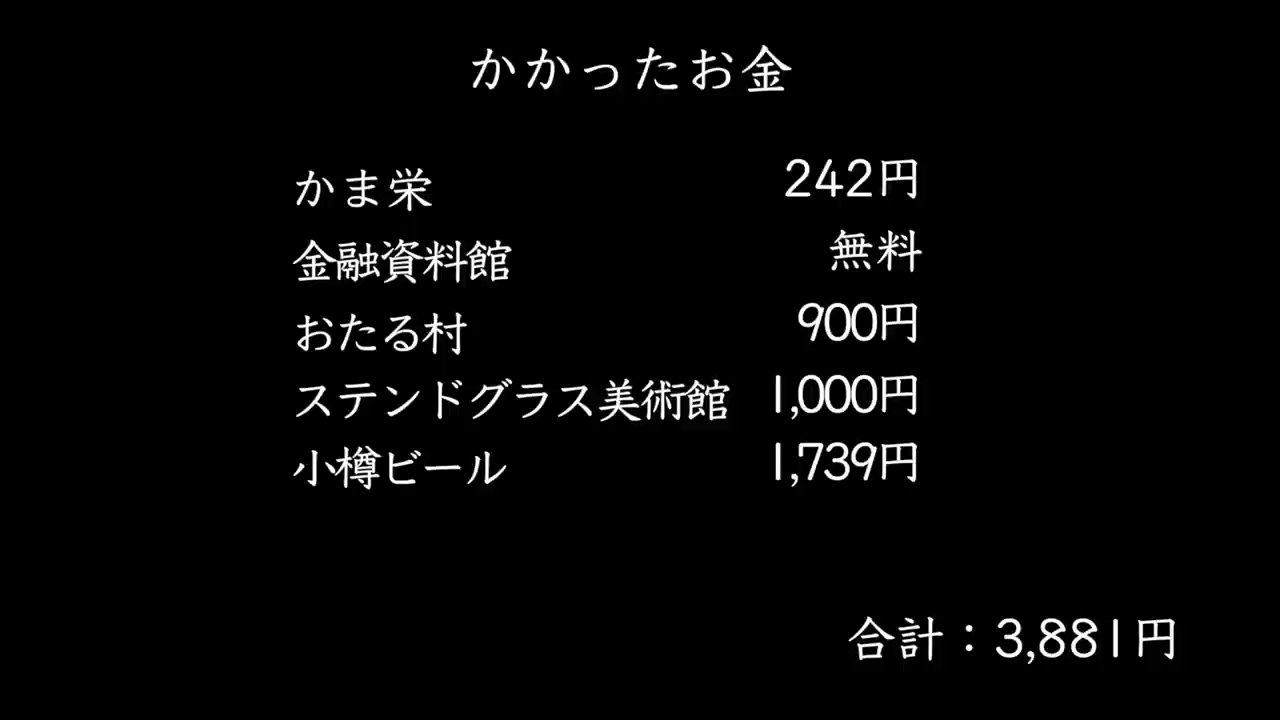 かかったお金
かま栄 242円
金融資料館 無料
おたる村 900円
ステンドグラス美術館 1,000円
小樽ビール 1,739円
合計：3,881円